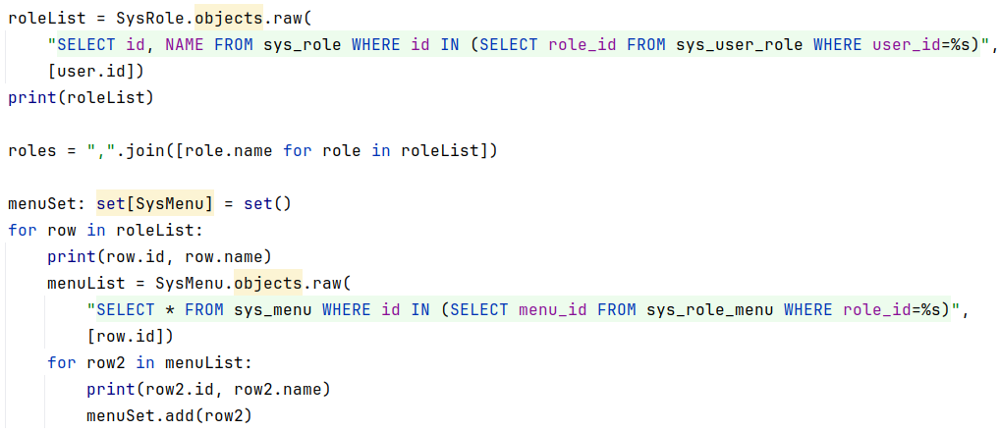 roleList = SysRole.objects.raw(
    "SELECT id, NAME FROM sys_role WHERE id IN (SELECT role_id FROM sys_user_role WHERE user_id=%s)",
    [user.id])
print(roleList)

roles = ",".join([role.name for role in roleList])

menuSet: set[SysMenu] = set()
for row in roleList:
    print(row.id, row.name)
    menuList = SysMenu.objects.raw(
        "SELECT * FROM sys_menu WHERE id IN (SELECT menu_id FROM sys_role_menu WHERE role_id=%s)",
        [row.id])
    for row2 in menuList:
        print(row2.id, row2.name)
        menuSet.add(row2)